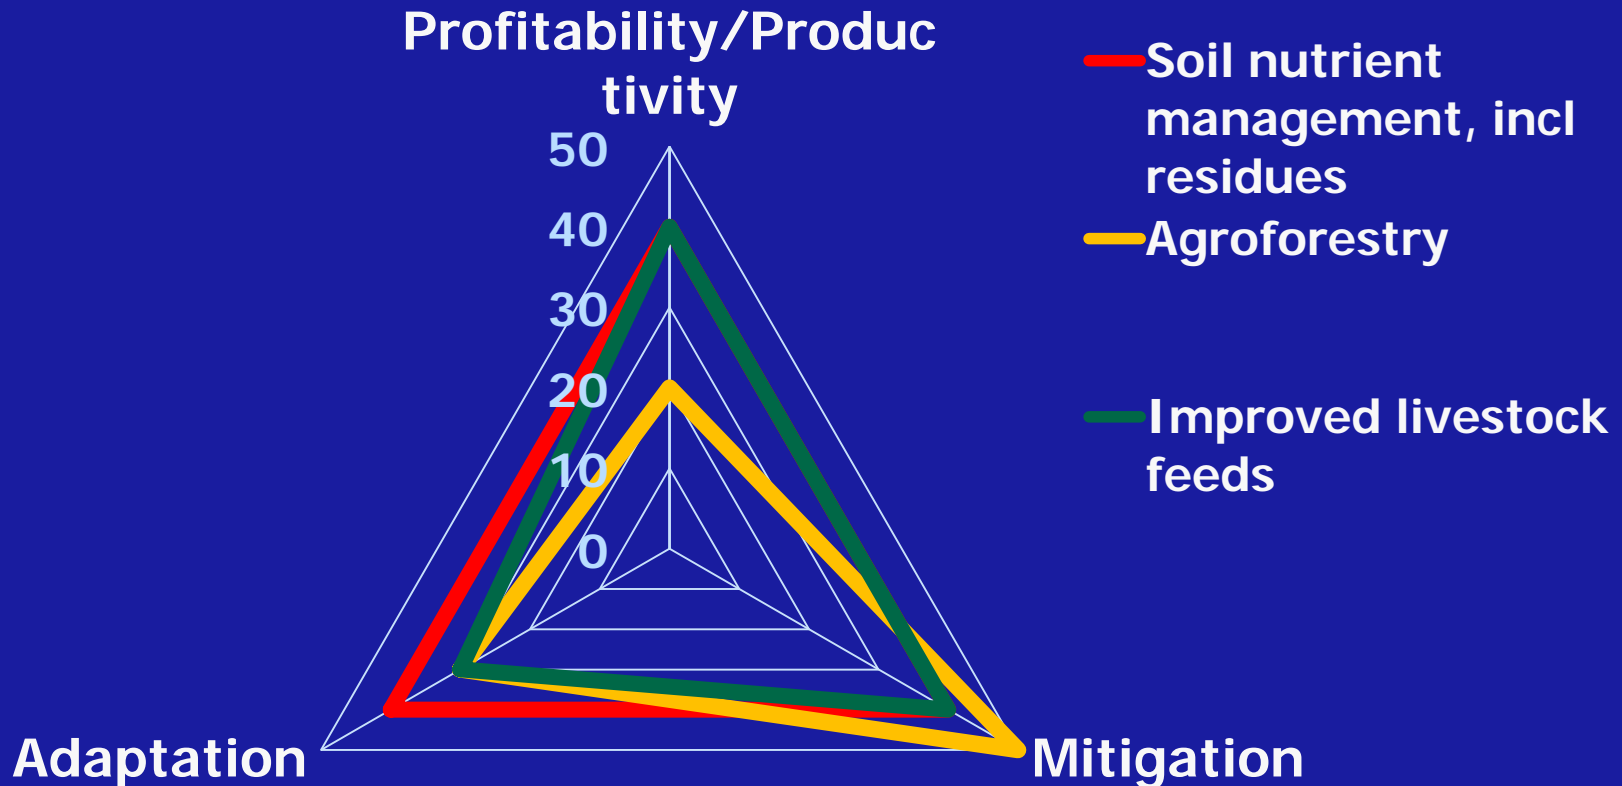 Profitability/Produc
tivity
50
40
30
20
10
0
Adaptation
Mitigation
Soil nutrient
management, incl
residues
Agroforestry
Improved livestock
feeds